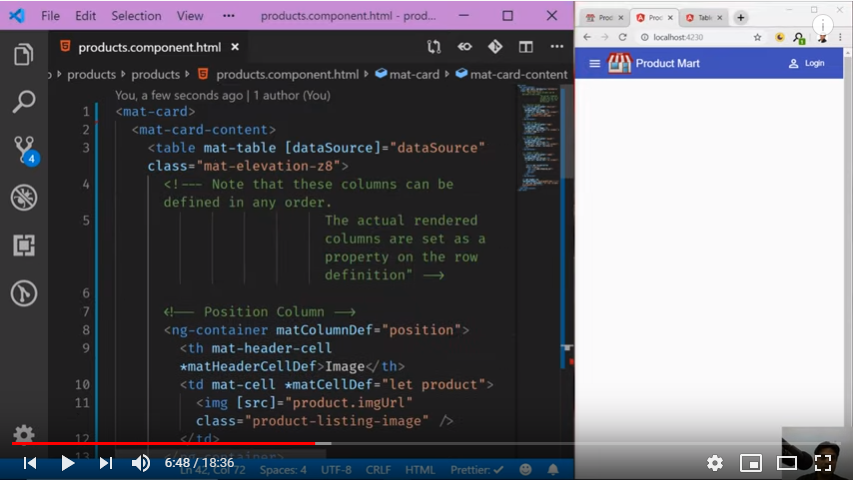 File Edit Selection View ••• products.component.html - prod...
Prod
Prod
Table
products.component.html
localhost:4230
products > products > products.component.html > mat-card > mat-card-content
Product Mart
Login
You, a few seconds ago | 1 author (You)
1 <mat-card>
2 <mat-card-content>
3 <table mat-table [dataSource]="dataSource"
class="mat-elevation-z8">
4 <!-- Note that these columns can be
defined in any order.
5 The actual rendered
columns are set as a
property on the row
definition" -->
6
7 <!-- Position Column -->
8 <ng-container matColumnDef="position">
9 <th mat-header-cell
*matHeaderCellDef>Image</th>
10 <td mat-cell *matCellDef="let product">
11 <img [src]="product.imgUrl"
class="product-listing-image" />
12 </td>
13 </ng-container>
4
Ln 42, Col 72 Spaces: 4 UTF-8 CRLF HTML Prettier: ✓
6:48 / 18:36